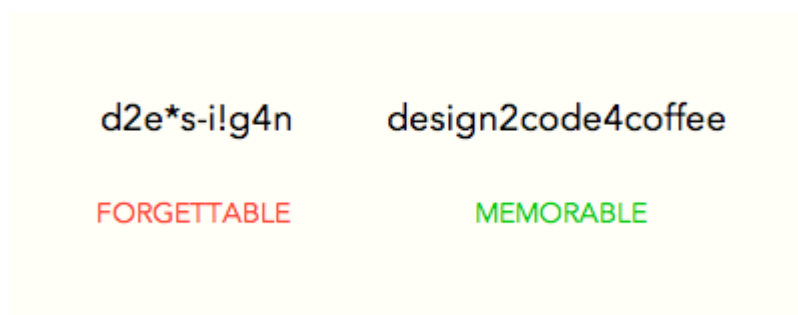 d2e*s-i!g4n design2code4coffee
FORGETTABLE MEMORABLE